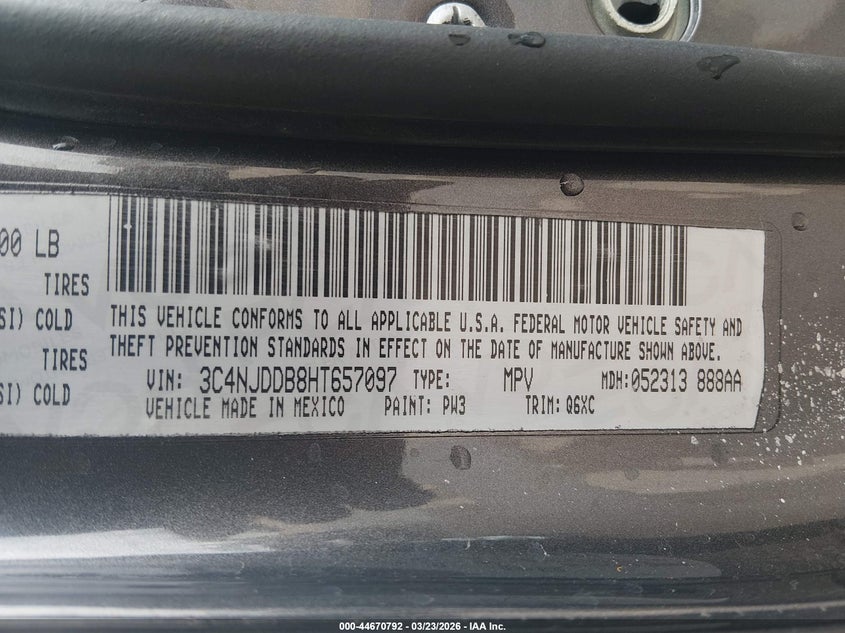 00 LB
TIRES
SI) COLD
TIRES
SI) COLD
THIS VEHICLE CONFORMS TO ALL APPLICABLE U.S.A. FEDERAL MOTOR VEHICLE SAFETY AND
THEFT PREVENTION STANDARDS IN EFFECT ON THE DATE OF MANUFACTURE SHOWN ABOVE.
VIN: 3C4NJDDB8HT657097 TYPE: MPV MDH:052313 888AA
VEHICLE MADE IN MEXICO PAINT: PW3 TRIM: Q6XC
000-44670792 - 03/23/2026 - IAA Inc.